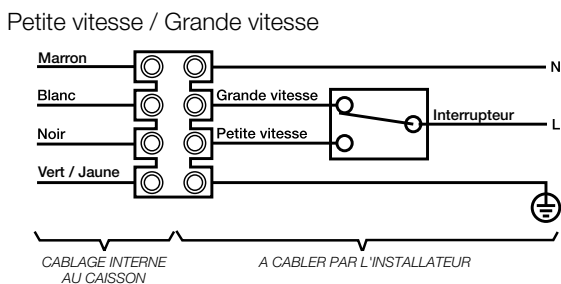 Petite vitesse / Grande vitesse
Marron
N
Blanc
Grande vitesse
Interrupteur
L
Noir
Petite vitesse
Vert / Jaune
CABLAGE INTERNE
AU CAISSON
A CABLER PAR L'INSTALLATEUR